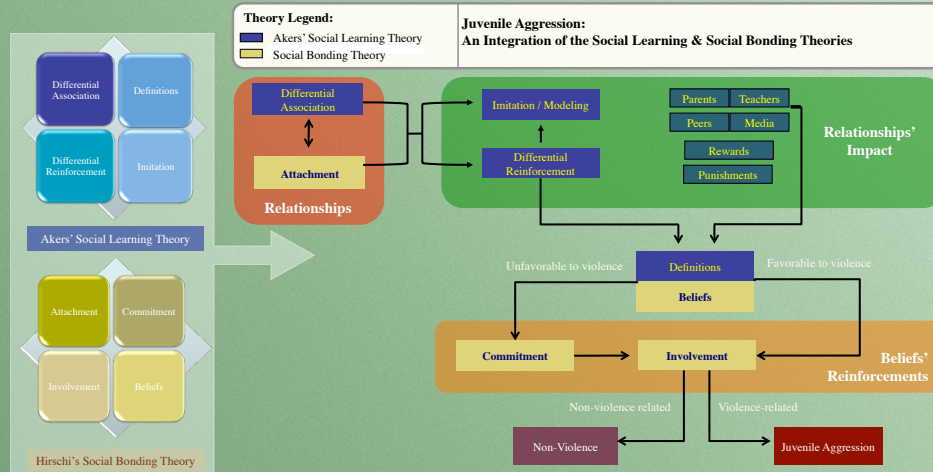 Theory Legend:
Akers' Social Learning Theory
Social Bonding Theory
Juvenile Aggression:
An Integration of the Social Learning & Social Bonding Theories
Differential
Association
Definitions
Differential
Reinforcement
Imitation
Akers' Social Learning Theory
Attachment
Commitment
Involvement
Beliefs
Hirschi's Social Bonding Theory
Differential
Association
Attachment
Relationships
Imitation / Modeling
Differential
Reinforcement
Parents
Teachers
Peers
Media
Rewards
Punishments
Relationships'
Impact
Unfavorable to violence
Definitions
Favorable to violence
Beliefs
Commitment
Involvement
Beliefs'
Reinforcements
Non-violence related
Violence-related
Non-Violence
Juvenile Aggression